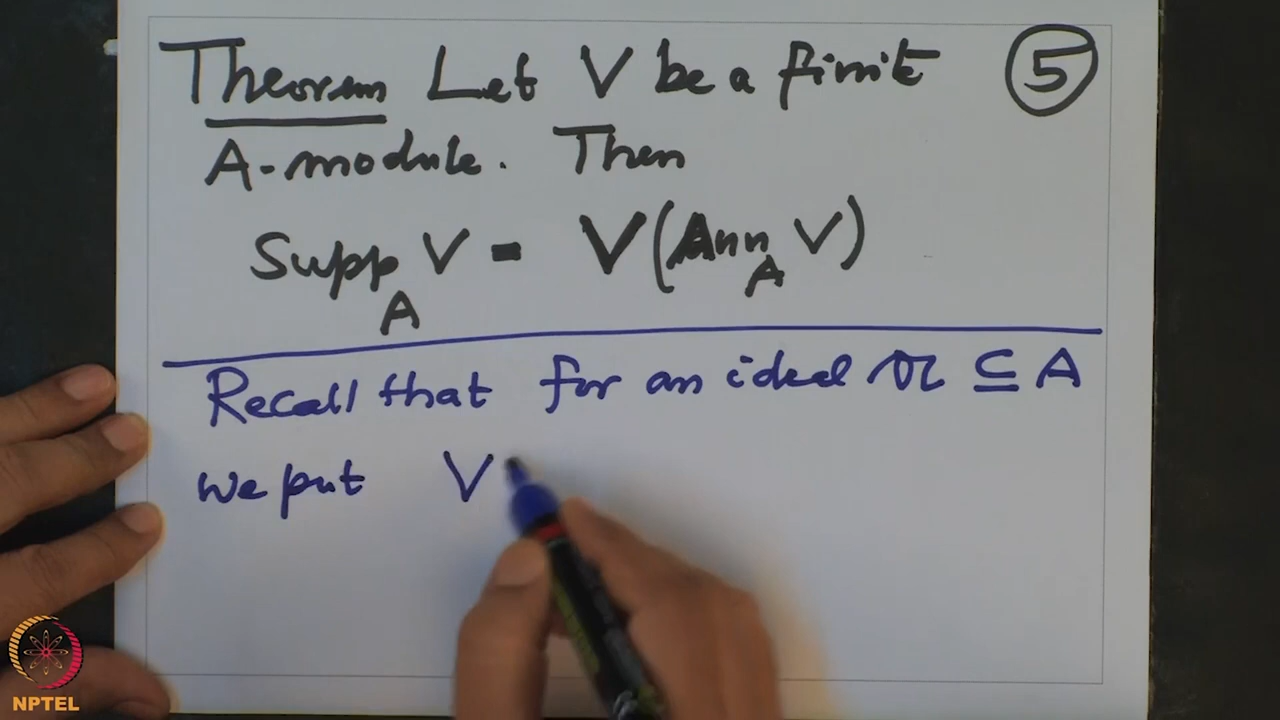 Theorem Let V be a finite ⑤
A-module. Then
Supp_A V = V(Ann_A V)
Recall that for an ideal 𝔞 ⊆ A
we put V
NPTEL